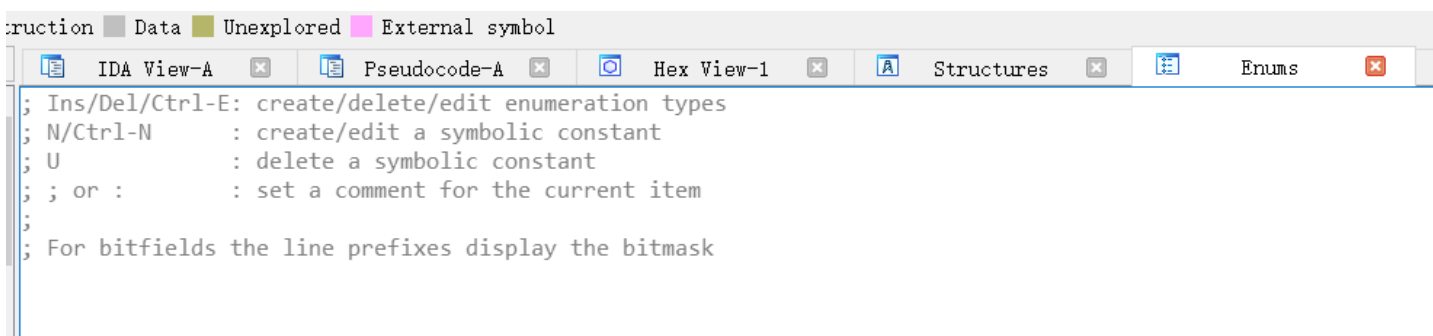 truction Data Unexplored External symbol
IDA View-A Pseudocode-A Hex View-1 Structures Enums
; Ins/Del/Ctrl-E: create/delete/edit enumeration types
; N/Ctrl-N : create/edit a symbolic constant
; U : delete a symbolic constant
; ; or : : set a comment for the current item
;
; For bitfields the line prefixes display the bitmask